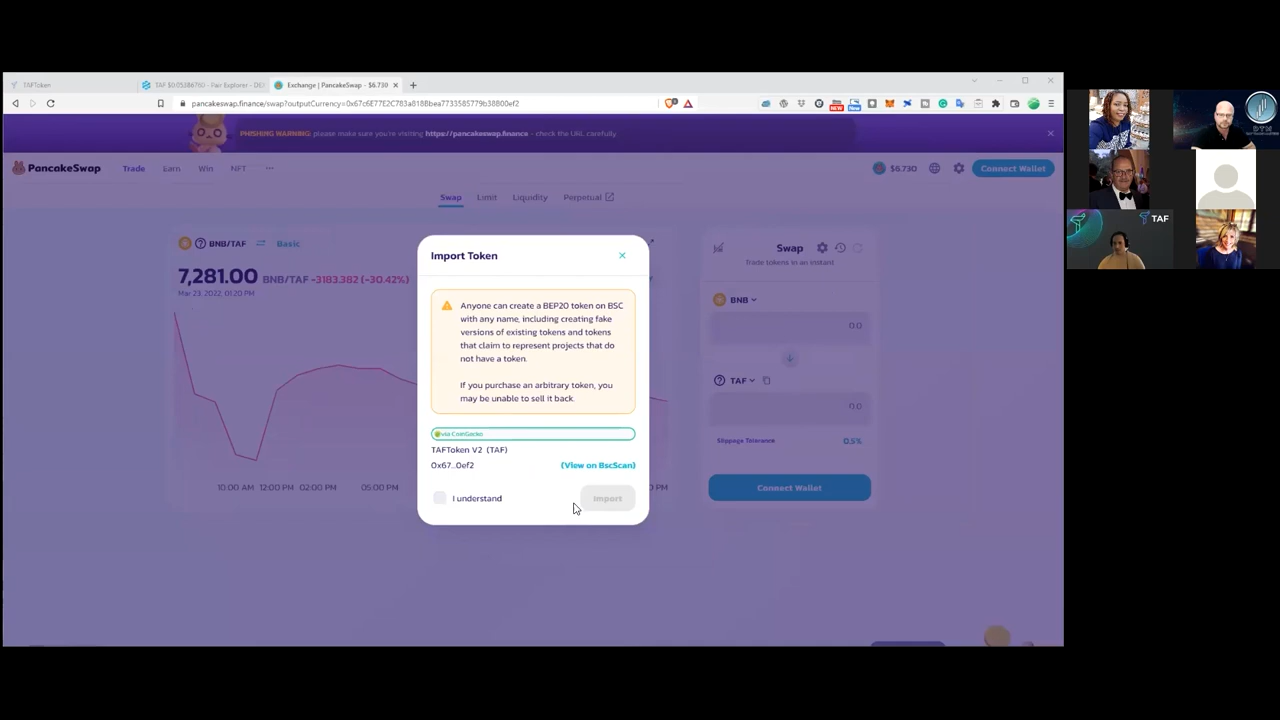 TAFToken
TAF $0.05386760 - Fair Explorer - DE
Exchange | PancakeSwap - $6.730
pancakeswap.finance/swap?outputCurrency=0x67c6E77E2C783a818Bbea7733585779b38800ef2
PHISHING WARNING: please make sure you're visiting https://pancakeswap.finance - check the URL carefully.
PancakeSwap
Trade
Earn
Win
NFT
$6.730
Connect Wallet
Swap
Limit
Liquidity
Perpetual
BNB/TAF
Basic
7,281.00 BNB/TAF -3183.382 (-30.42%)
Mar 23, 2022, 01:20 PM
10:00 AM 12:00 PM 02:00 PM 05:00 PM
PM
Import Token
Anyone can create a BEP20 token on BSC
with any name, including creating fake
versions of existing tokens and tokens
that claim to represent projects that do
not have a token.
If you purchase an arbitrary token, you
may be unable to sell it back.
via CoinGecko
TAFToken V2 (TAF)
0x67...0ef2
(View on BscScan)
I understand
Import
Swap
Trade tokens in an instant
BNB
0.0
TAF
0.0
Slippage Tolerance
0.5%
Connect Wallet
DTM
TAF